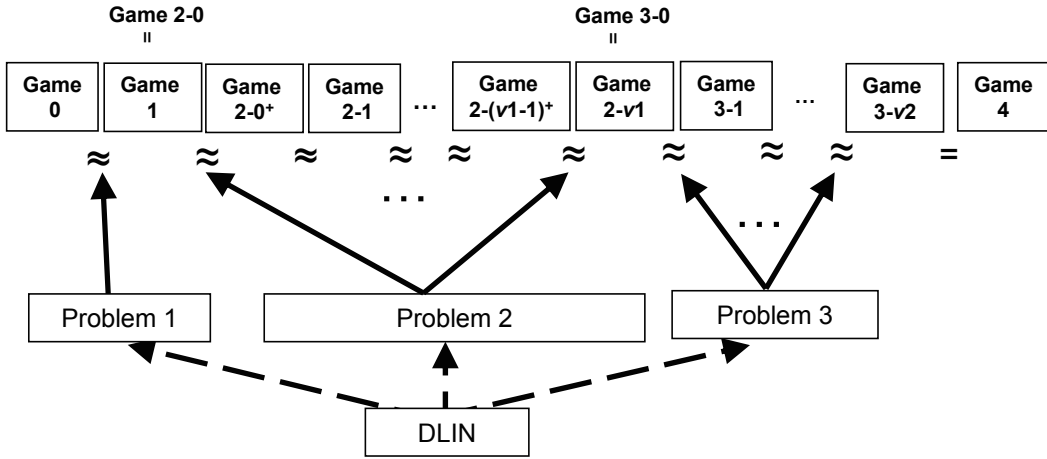 Game 2-0 Game 3-0
= =
Game Game Game Game Game Game Game Game Game
0 1 2-0⁺ 2-1 ... 2-(v1-1)⁺ 2-v1 3-1 ... 3-v2 4
≈ ≈ ≈ ≈ ≈ ≈ ≈ ≈ ≈ =
...
...
Problem 1 Problem 2 Problem 3
DLIN